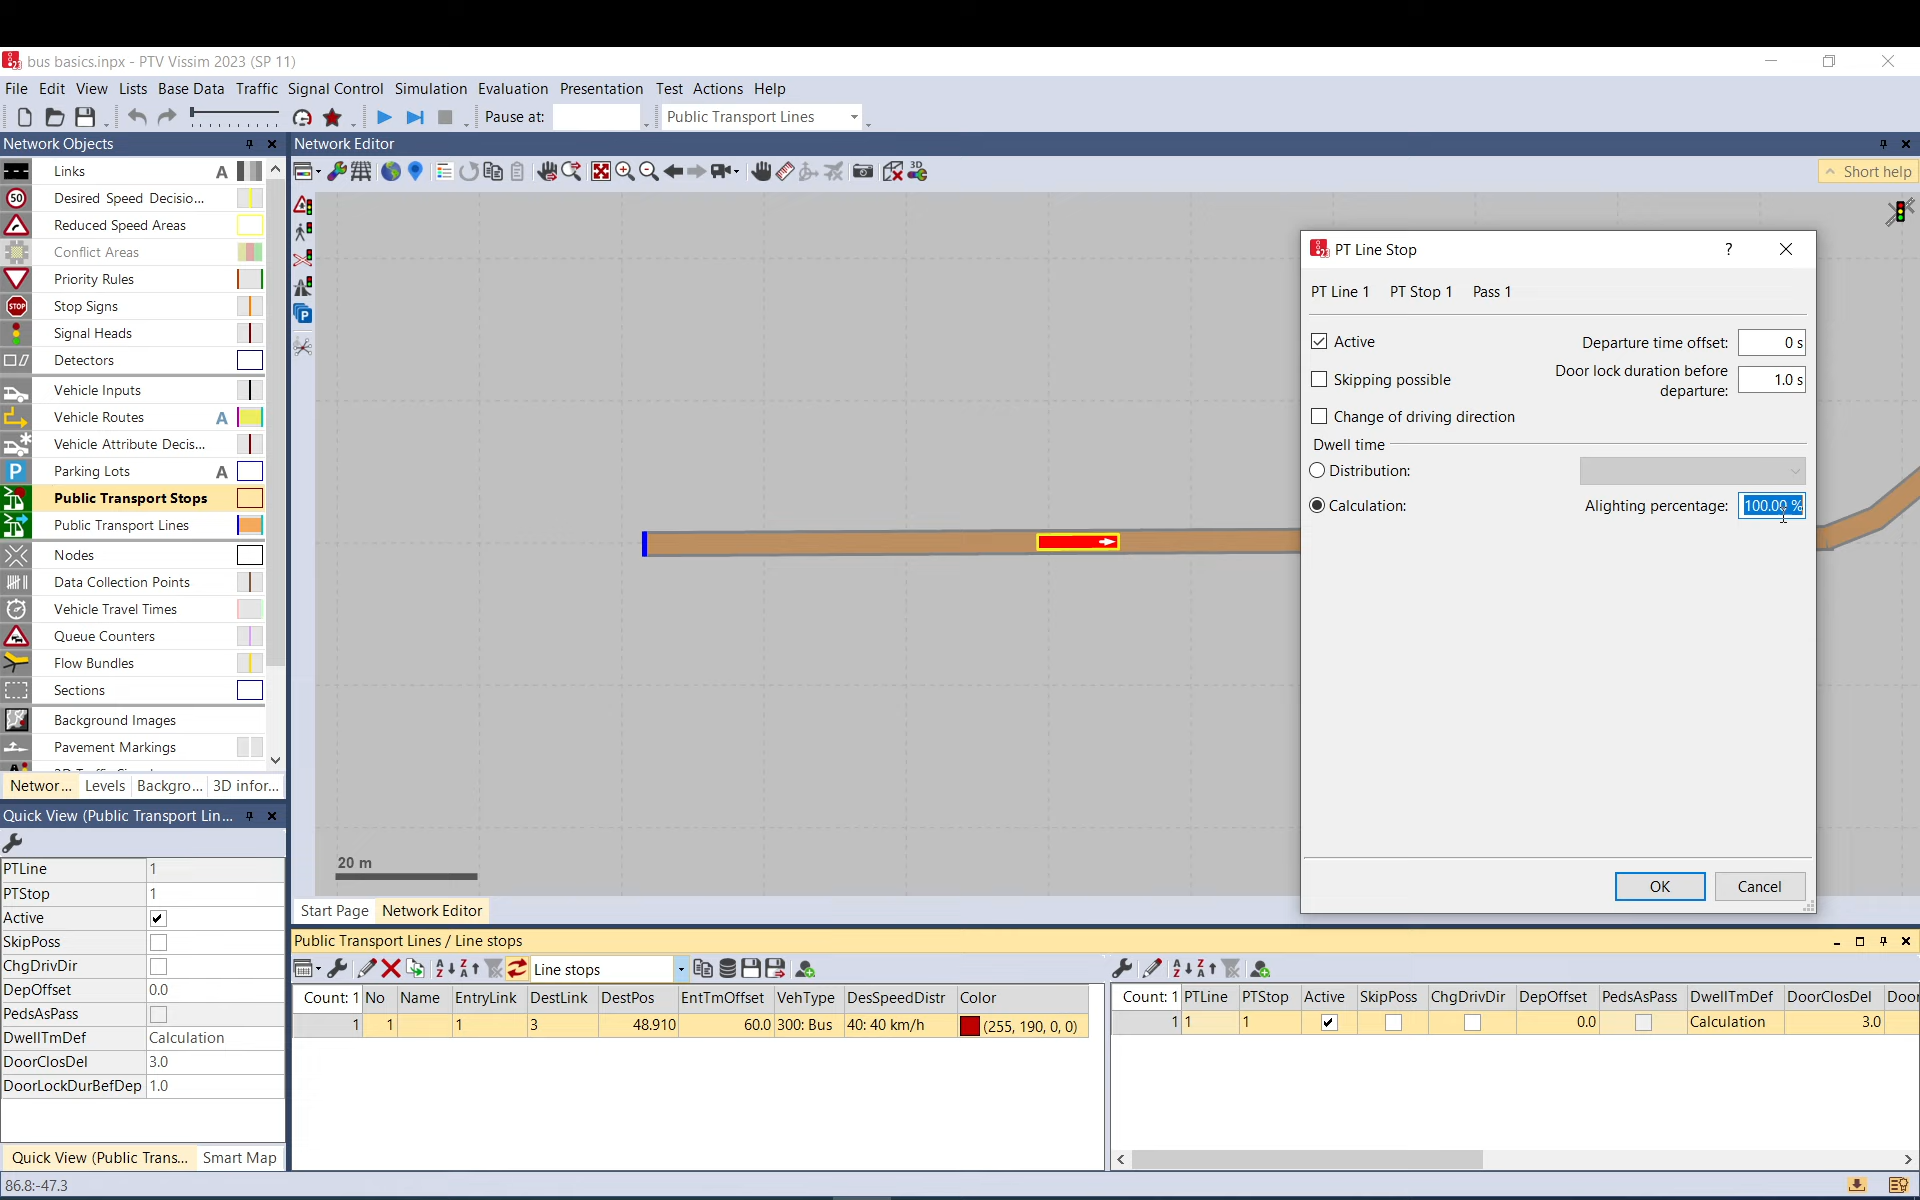 bus basics.inpx - PTV Vissim 2023 (SP 11)
File Edit View Lists Base Data Traffic Signal Control Simulation Evaluation Presentation Test Actions Help
Pause at: Public Transport Lines
Network Objects
Network Editor
Short help
Links A
50 Desired Speed Decisio...
Reduced Speed Areas
Conflict Areas
Priority Rules
STOP Stop Signs
Signal Heads
Detectors
Vehicle Inputs
Vehicle Routes A
Vehicle Attribute Decis...
P Parking Lots A
Public Transport Stops
Public Transport Lines
Nodes
Data Collection Points
Vehicle Travel Times
Queue Counters
Flow Bundles
Sections
Background Images
Pavement Markings
Networ... Levels Backgro... 3D infor...
20 m
PT Line Stop ?
PT Line 1 PT Stop 1 Pass 1
Active Departure time offset: 0 s
Skipping possible Door lock duration before departure: 1.0 s
Change of driving direction
Dwell time
Distribution:
Calculation: Alighting percentage: 100.00 %
OK Cancel
Start Page Network Editor
Quick View (Public Transport Lin...
PTLine 1
PTStop 1
Active
SkipPoss
ChgDrivDir
DepOffset 0.0
PedsAsPass
DwellTmDef Calculation
DoorClosDel 3.0
DoorLockDurBefDep 1.0
Quick View (Public Trans... Smart Map
Public Transport Lines / Line stops
Line stops
Count: 1 No Name EntryLink DestLink DestPos EntTmOffset VehType DesSpeedDistr Color
1 1 1 3 48.910 60.0 300: Bus 40: 40 km/h (255, 190, 0, 0)
Count: 1 PTLine PTStop Active SkipPoss ChgDrivDir DepOffset PedsAsPass DwellTmDef DoorClosDel Door
1 1 1 0.0 Calculation 3.0
86.8:-47.3